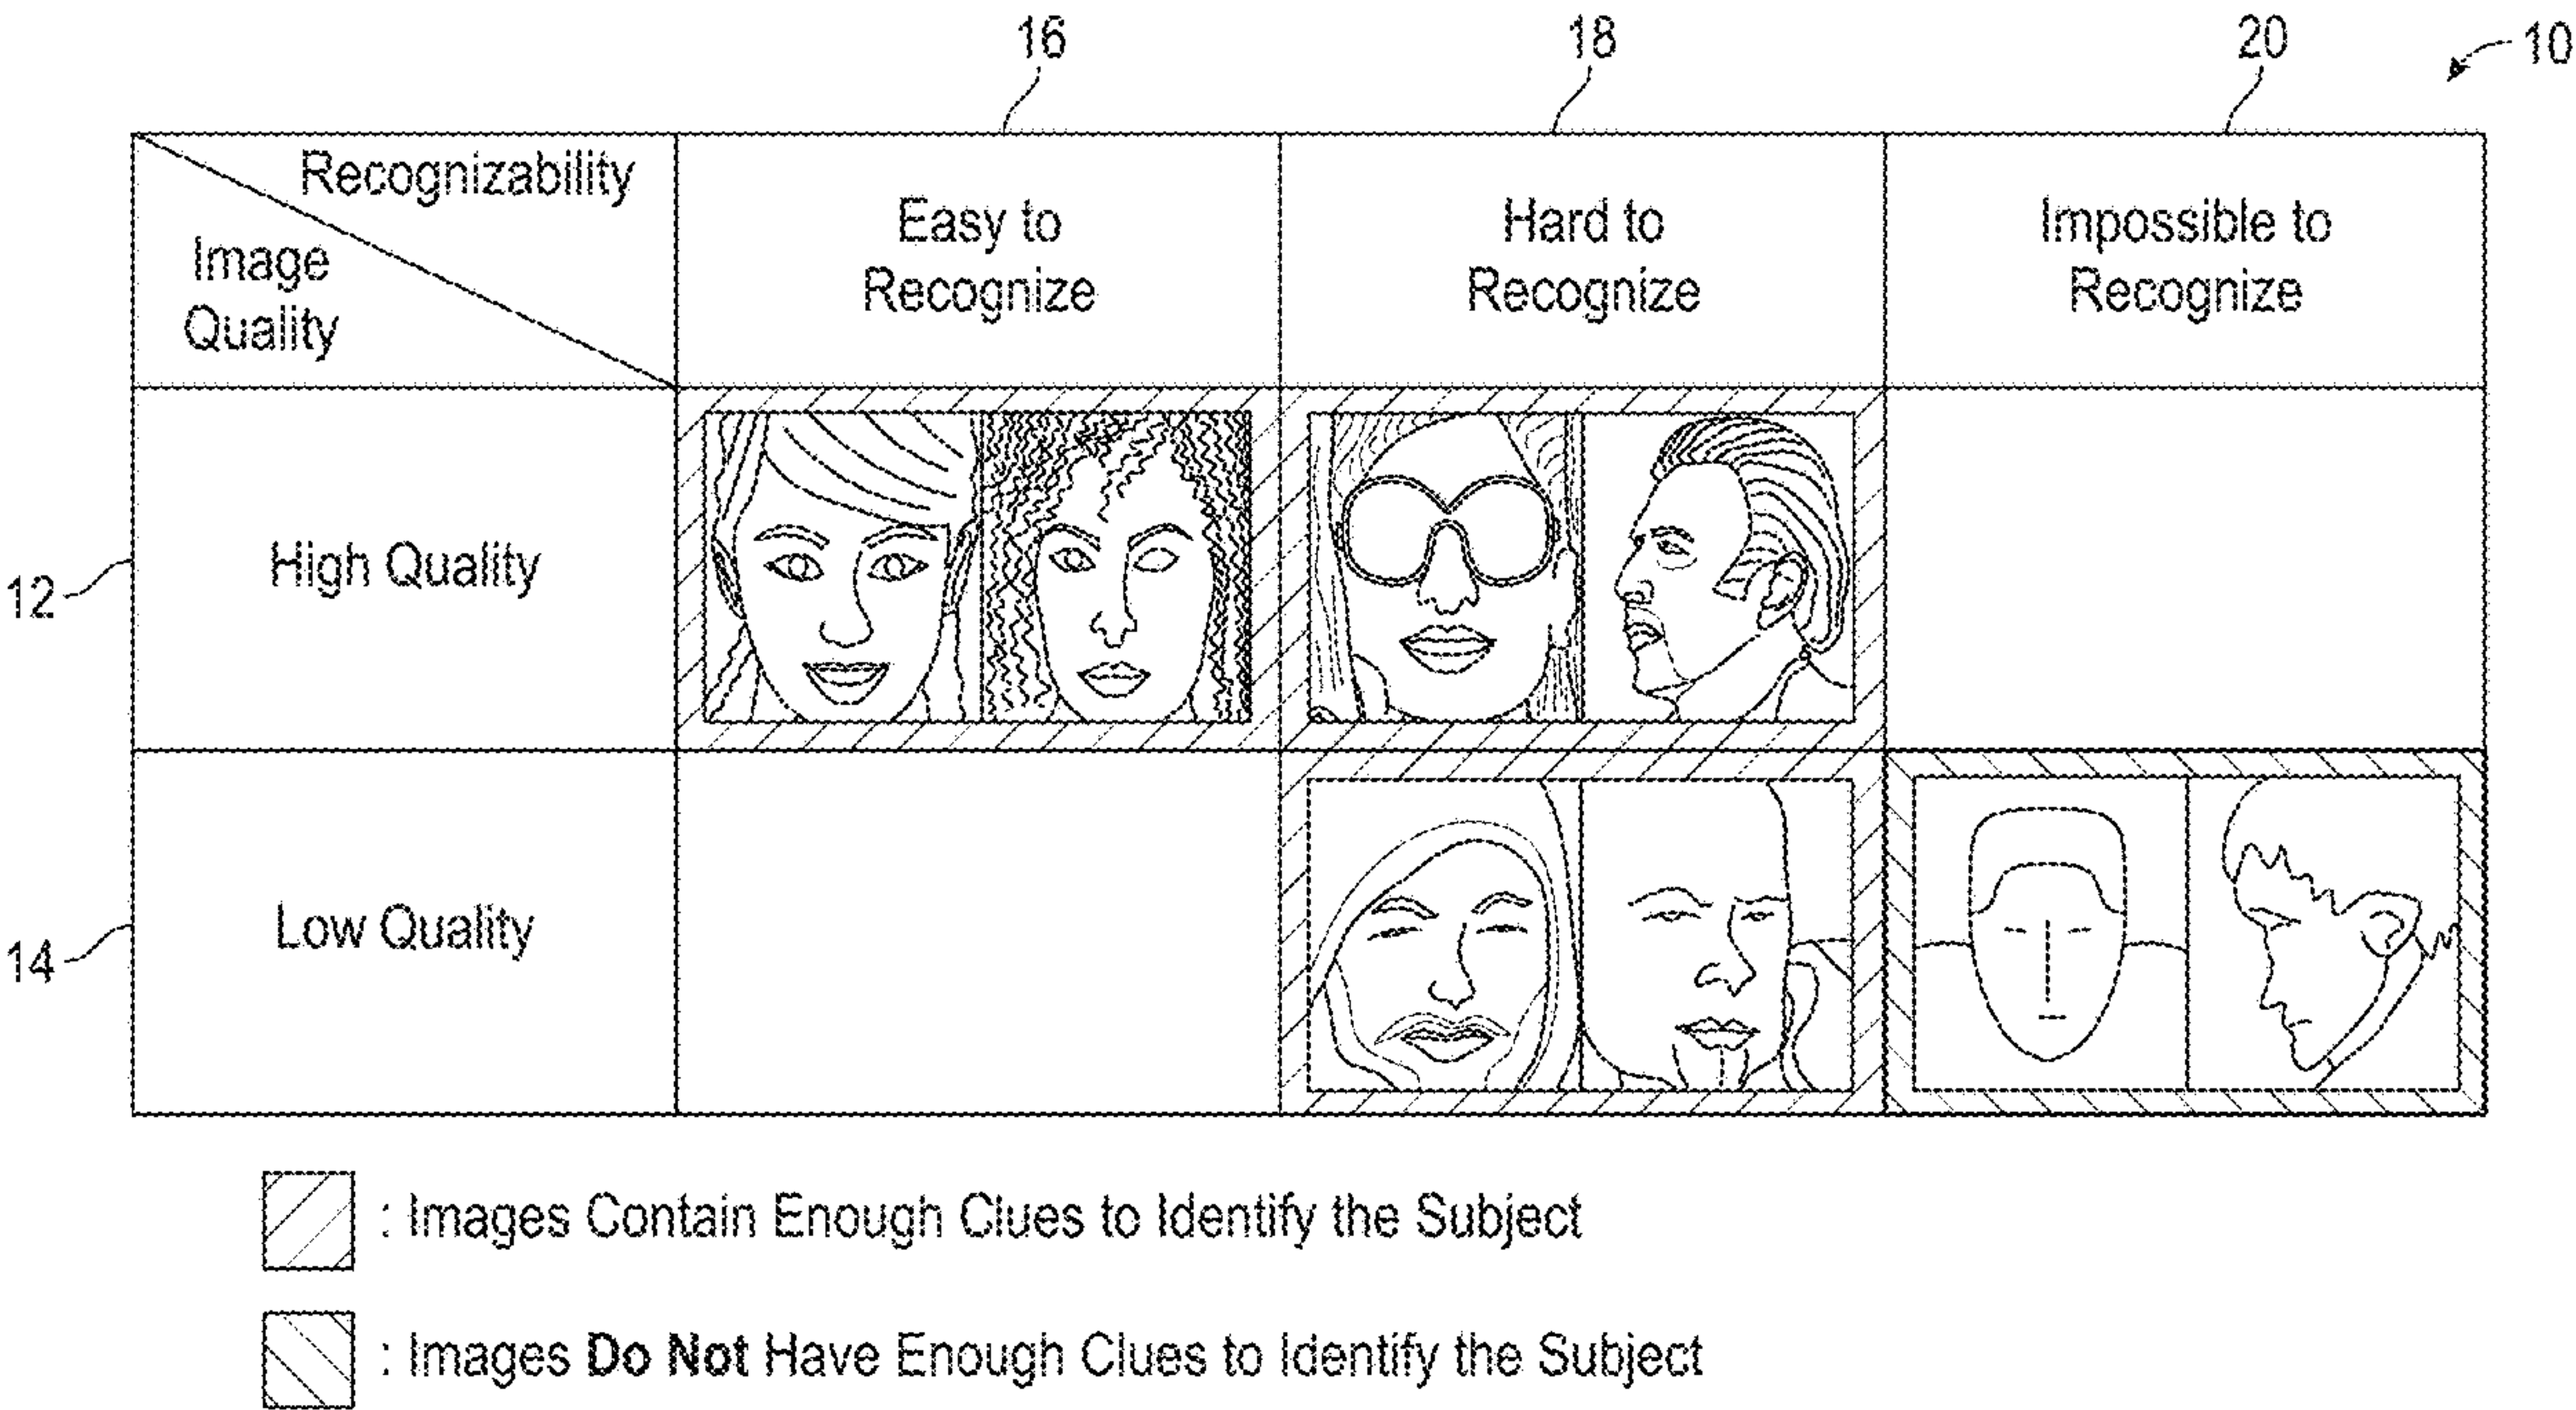 16
18
20
10
Recognizability
Image
Quality
Easy to
Recognize
Hard to
Recognize
Impossible to
Recognize
12
High Quality
14
Low Quality
: Images Contain Enough Clues to Identify the Subject
: Images Do Not Have Enough Clues to Identify the Subject